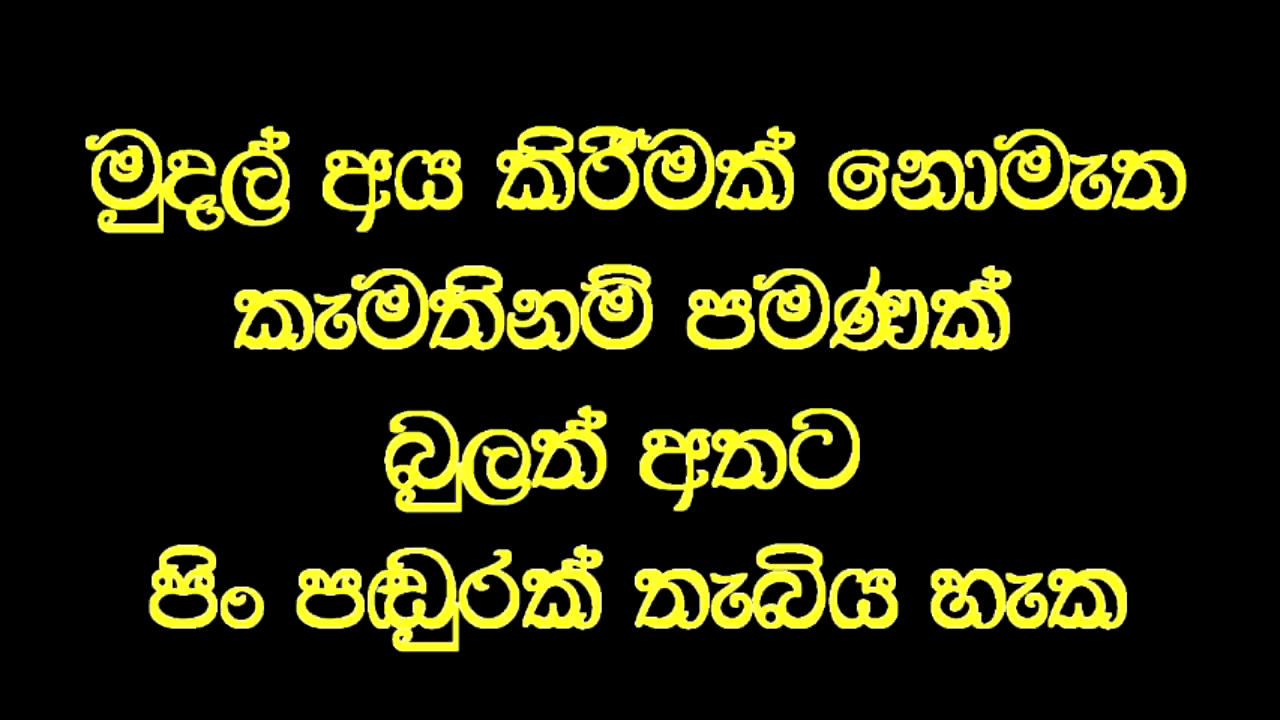 මුදල් අය කිරීමක් නොමැත
කැමතිනම් පමණක්
බුලත් අතට
පිං පඬුරක් තැබිය හැක